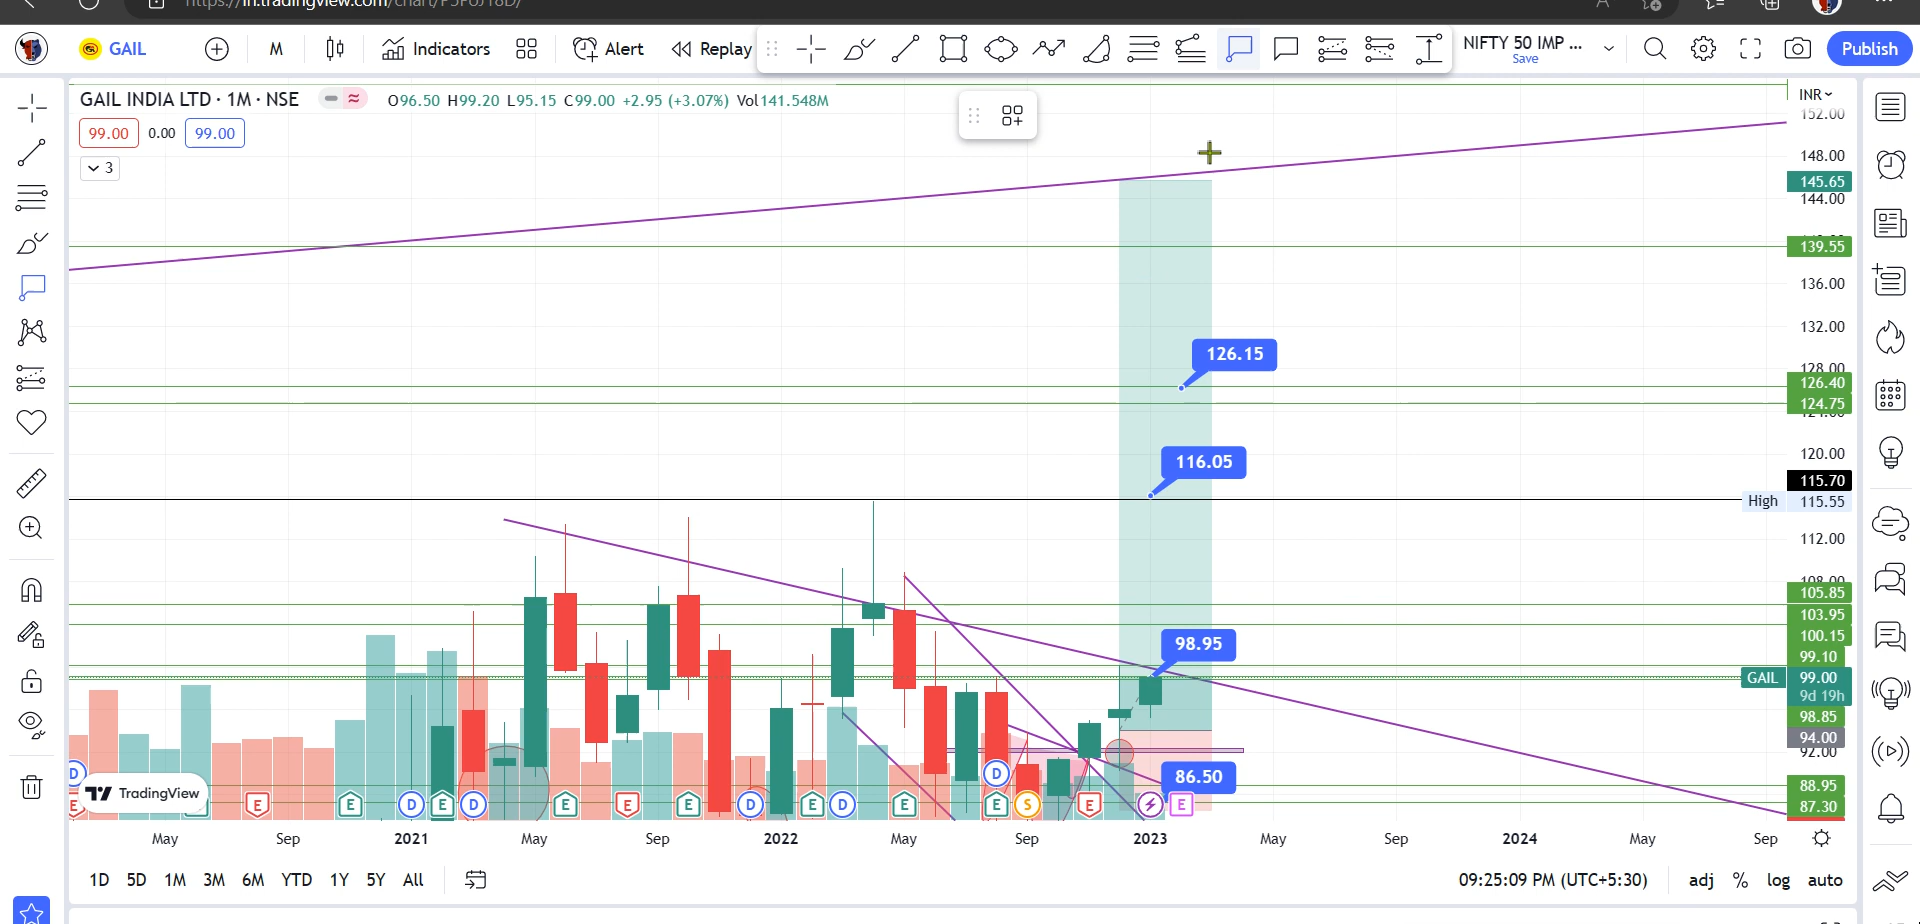 https://in.tradingview.com/chart/
GAIL
M
Indicators
Alert
Replay
NIFTY 50 IMP ...
Save
Publish
GAIL INDIA LTD · 1M · NSE
O96.50 H99.20 L95.15 C99.00 +2.95 (+3.07%) Vol141.548M
99.00 0.00 99.00
3
INR
152.00
148.00
145.65
144.00
139.55
136.00
132.00
126.15
128.00
126.40
124.75
120.00
116.05
115.70
High 115.55
112.00
108.00
105.85
103.95
100.15
99.10
98.95
GAIL 99.00
9d 19h
98.85
94.00
92.00
86.50
88.95
87.30
D
D
TradingView
E
E
E
D
E
D
E
E
E
D
E
D
E
E
S
E
E
May
Sep
2021
May
Sep
2022
May
Sep
2023
May
Sep
2024
May
Sep
1D 5D 1M 3M 6M YTD 1Y 5Y All
09:25:09 PM (UTC+5:30)
adj % log auto